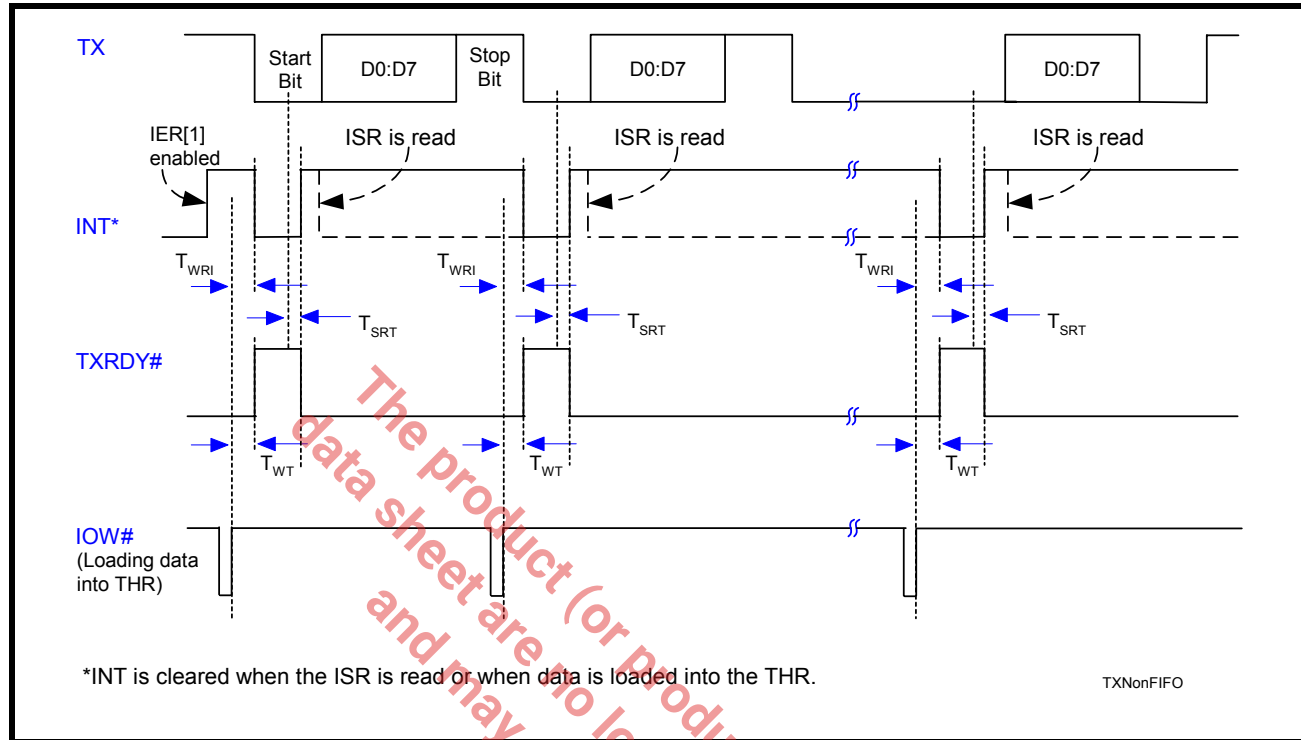 TX
Start Bit
D0:D7
Stop Bit
D0:D7
D0:D7
IER[1] enabled
ISR is read
ISR is read
ISR is read
INT*
TWRI
TWRI
TWRI
TSRT
TSRT
TSRT
TXRDY#
TWT
TWT
TWT
IOW#
(Loading data
into THR)
*INT is cleared when the ISR is read or when data is loaded into the THR.
TXNonFIFO
The product (or produ
data sheet are no lo
and may